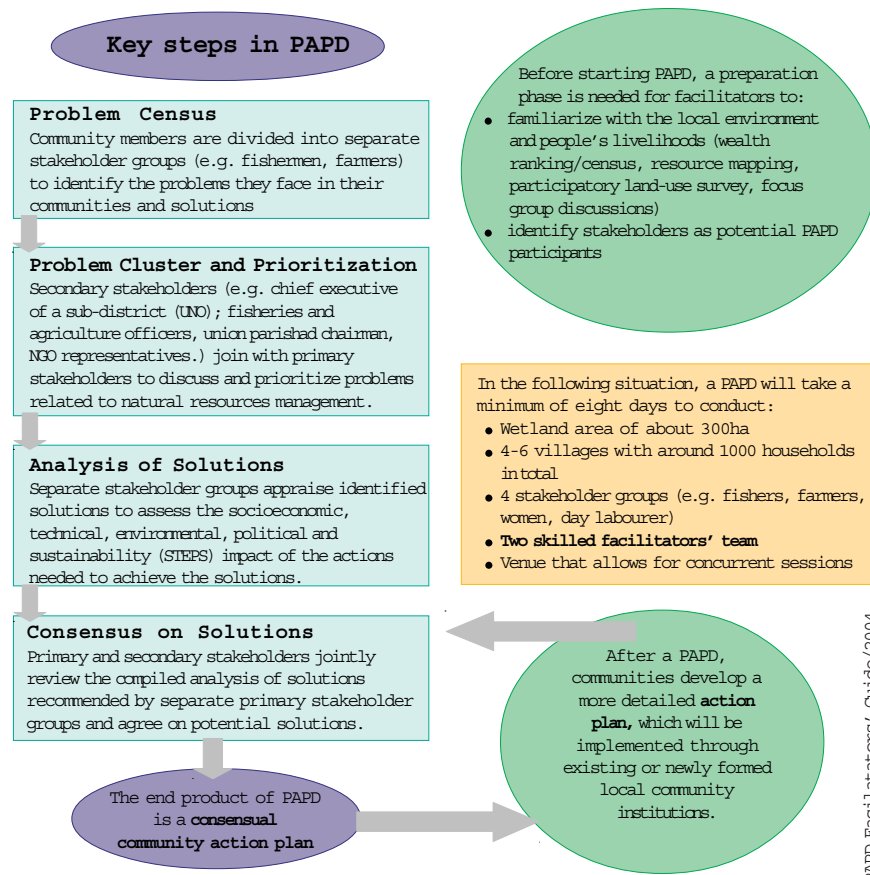 Key steps in PAPD
Problem Census
Community members are divided into separate
stakeholder groups (e.g. fishermen, farmers)
to identify the problems they face in their
communities and solutions
Problem Cluster and Prioritization
Secondary stakeholders (e.g. chief executive
of a sub-district (UNO); fisheries and
agriculture officers, union parishad chairman,
NGO representatives.) join with primary
stakeholders to discuss and prioritize problems
related to natural resources management.
Analysis of Solutions
Separate stakeholder groups appraise identified
solutions to assess the socioeconomic,
technical, environmental, political and
sustainability (STEPS) impact of the actions
needed to achieve the solutions.
Consensus on Solutions
Primary and secondary stakeholders jointly
review the compiled analysis of solutions
recommended by separate primary stakeholder
groups and agree on potential solutions.
The end product of PAPD
is a consensual
community action plan
Before starting PAPD, a preparation
phase is needed for facilitators to:
● familiarize with the local environment
and people's livelihoods (wealth
ranking/census, resource mapping,
participatory land-use survey, focus
group discussions)
● identify stakeholders as potential PAPD
participants
In the following situation, a PAPD will take a
minimum of eight days to conduct:
● Wetland area of about 300ha
● 4-6 villages with around 1000 households
in total
● 4 stakeholder groups (e.g. fishers, farmers,
women, day labourer)
● Two skilled facilitators' team
● Venue that allows for concurrent sessions
After a PAPD,
communities develop a
more detailed action
plan, which will be
implemented through
existing or newly formed
local community
institutions.
PAPD Facilatators' Guide/2004